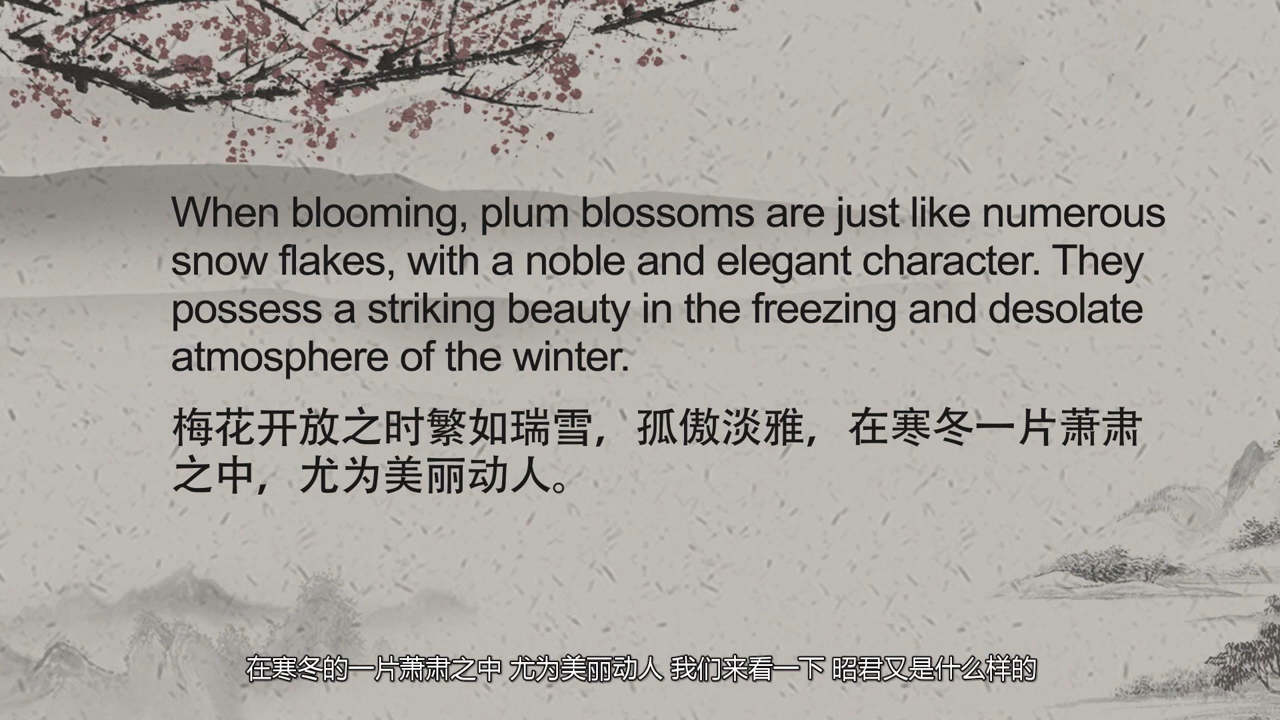 When blooming, plum blossoms are just like numerous
snow flakes, with a noble and elegant character. They
possess a striking beauty in the freezing and desolate
atmosphere of the winter.
梅花开放之时繁如瑞雪，孤傲淡雅，在寒冬一片萧肃
之中，尤为美丽动人。
在寒冬的一片萧肃之中 尤为美丽动人 我们来看一下 昭君又是什么样的